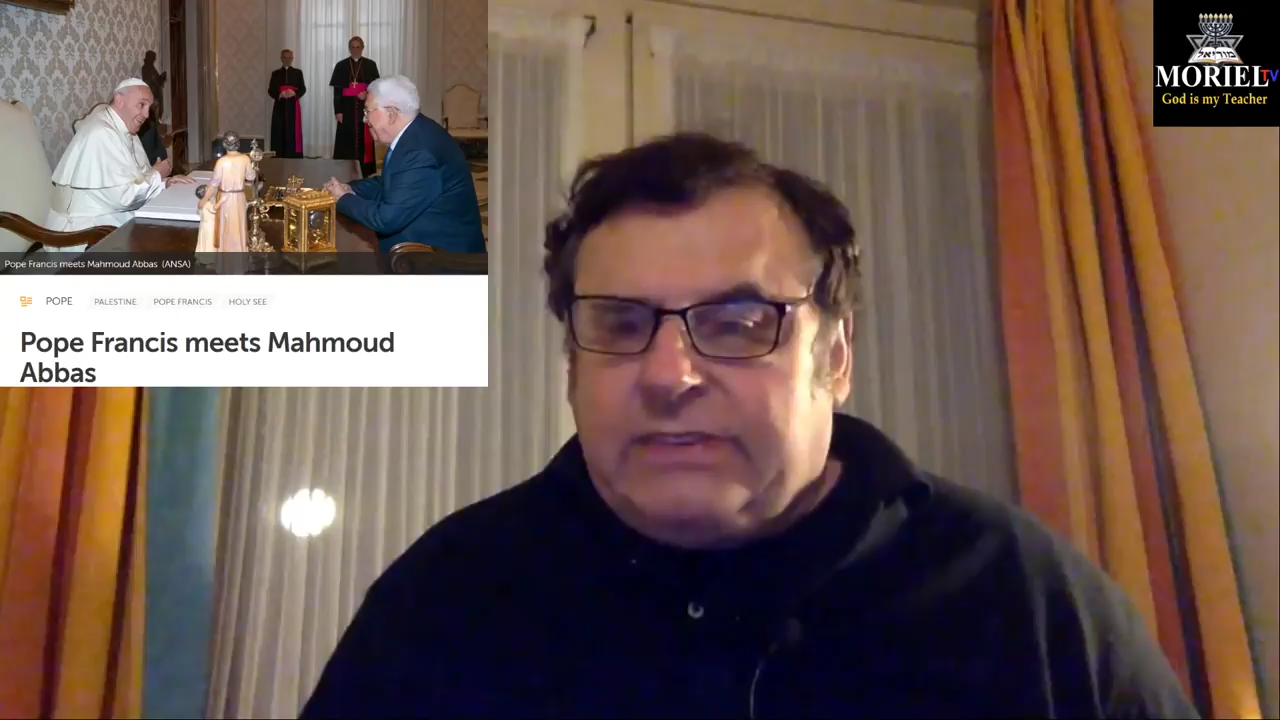 Pope Francis meets Mahmoud Abbas (ANSA)
POPE PALESTINE POPE FRANCIS HOLY SEE
Pope Francis meets Mahmoud
Abbas
מוריאל
MORIEL TV
God is my Teacher